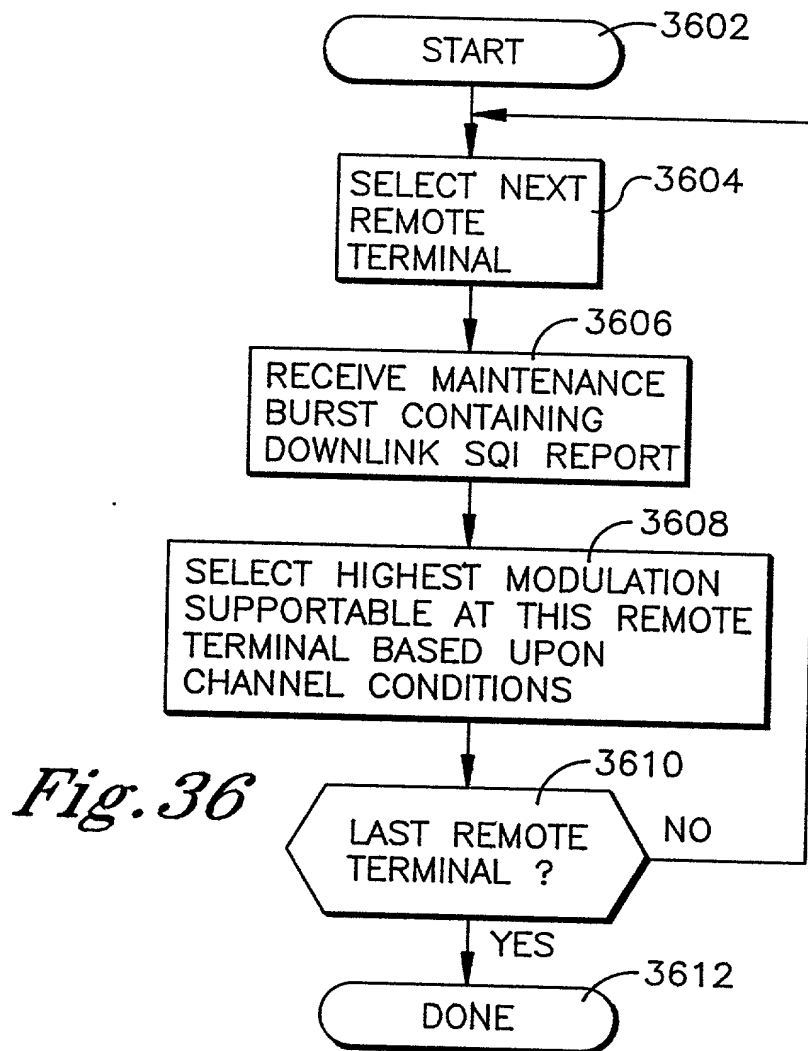 START
3602
SELECT NEXT
REMOTE
TERMINAL
3604
3606
RECEIVE MAINTENANCE
BURST CONTAINING
DOWNLINK SQI REPORT
3608
SELECT HIGHEST MODULATION
SUPPORTABLE AT THIS REMOTE
TERMINAL BASED UPON
CHANNEL CONDITIONS
Fig. 36
3610
LAST REMOTE
TERMINAL ?
NO
YES
3612
DONE